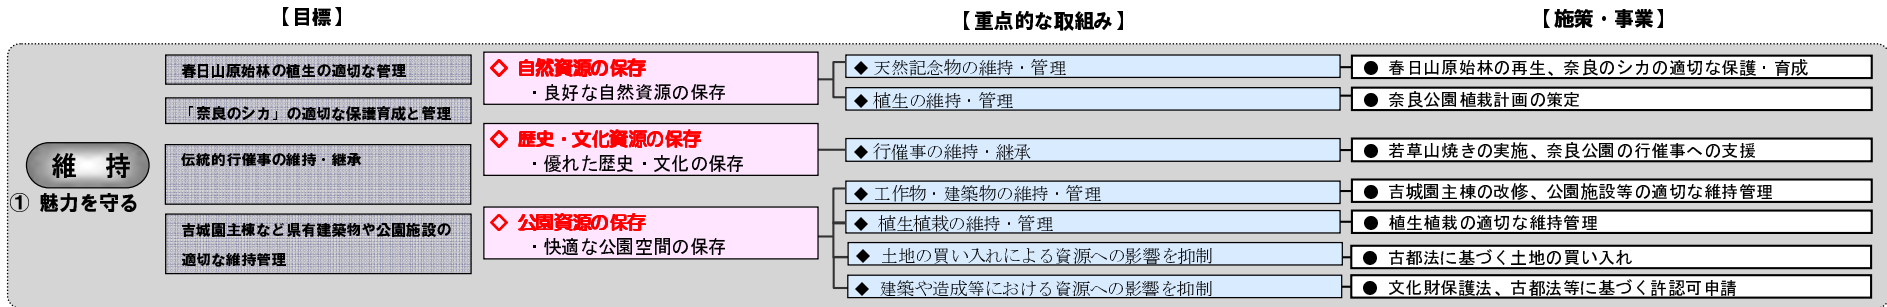 【目標】
【重点的な取組み】
【施策・事業】
維　持
① 魅力を守る
春日山原始林の植生の適切な管理
「奈良のシカ」の適切な保護育成と管理
伝統的行催事の維持・継承
吉城園主棟など県有建築物や公園施設の
適切な維持管理
◇ 自然資源の保存
・良好な自然資源の保存
◇ 歴史・文化資源の保存
・優れた歴史・文化の保存
◇ 公園資源の保存
・快適な公園空間の保存
◆ 天然記念物の維持・管理
◆ 植生の維持・管理
◆ 行催事の維持・継承
◆ 工作物・建築物の維持・管理
◆ 植生植栽の維持・管理
◆ 土地の買い入れによる資源への影響を抑制
◆ 建築や造成等における資源への影響を抑制
● 春日山原始林の再生、奈良のシカの適切な保護・育成
● 奈良公園植栽計画の策定
● 若草山焼きの実施、奈良公園の行催事への支援
● 吉城園主棟の改修、公園施設等の適切な維持管理
● 植生植栽の適切な維持管理
● 古都法に基づく土地の買い入れ
● 文化財保護法、古都法等に基づく許認可申請